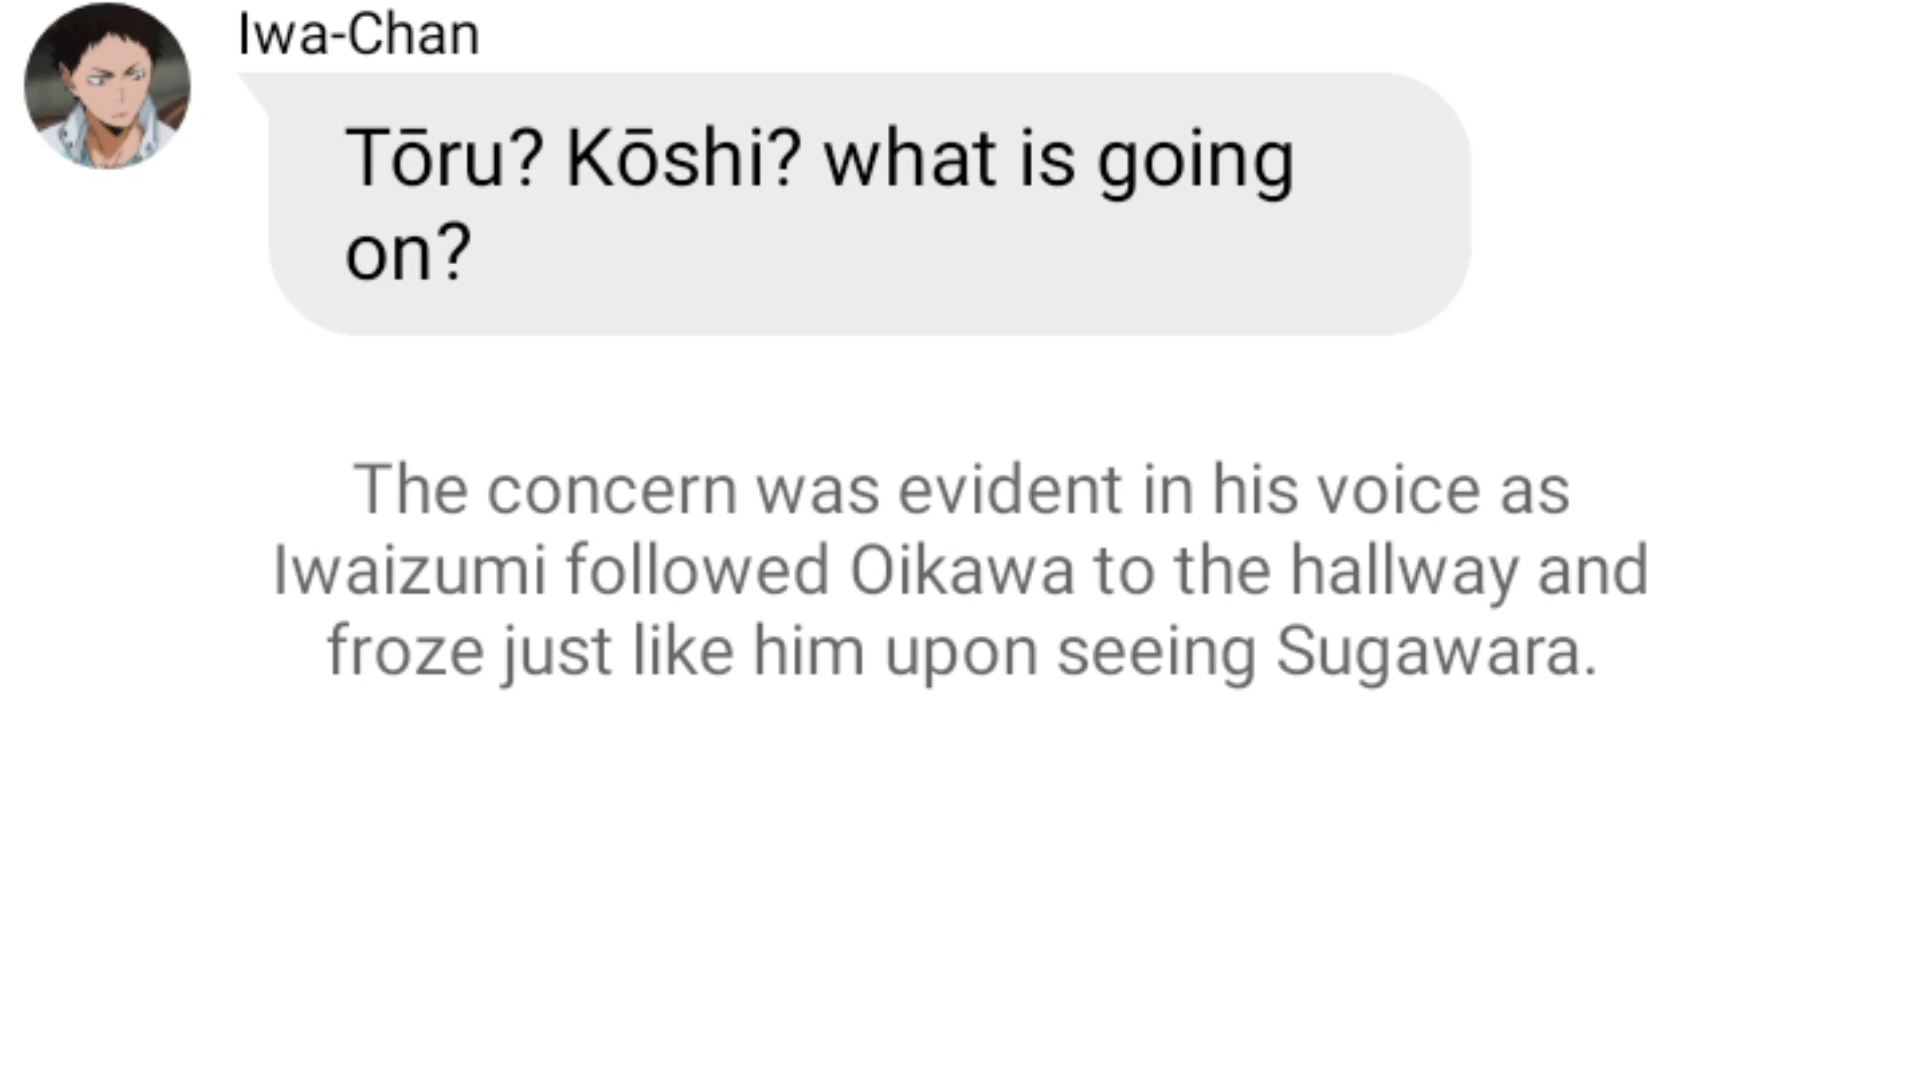 Iwa-Chan
Tōru? Kōshi? what is going
on?
The concern was evident in his voice as
Iwaizumi followed Oikawa to the hallway and
froze just like him upon seeing Sugawara.